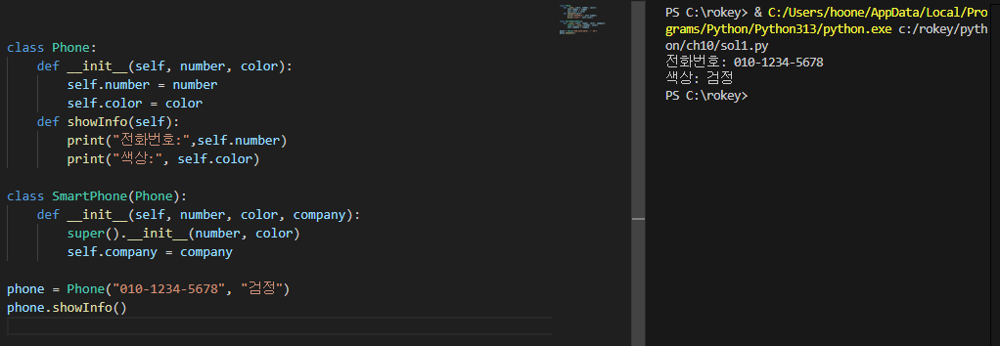 class Phone:
    def __init__(self, number, color):
        self.number = number
        self.color = color
    def showInfo(self):
        print("전화번호:",self.number)
        print("색상:", self.color)
class SmartPhone(Phone):
    def __init__(self, number, color, company):
        super().__init__(number, color)
        self.company = company
phone = Phone("010-1234-5678", "검정")
phone.showInfo()
PS C:\rokey> & C:/Users/hoone/AppData/Local/Pro
grams/Python/Python313/python.exe c:/rokey/pyth
on/ch10/sol1.py
전화번호: 010-1234-5678
색상: 검정
PS C:\rokey>